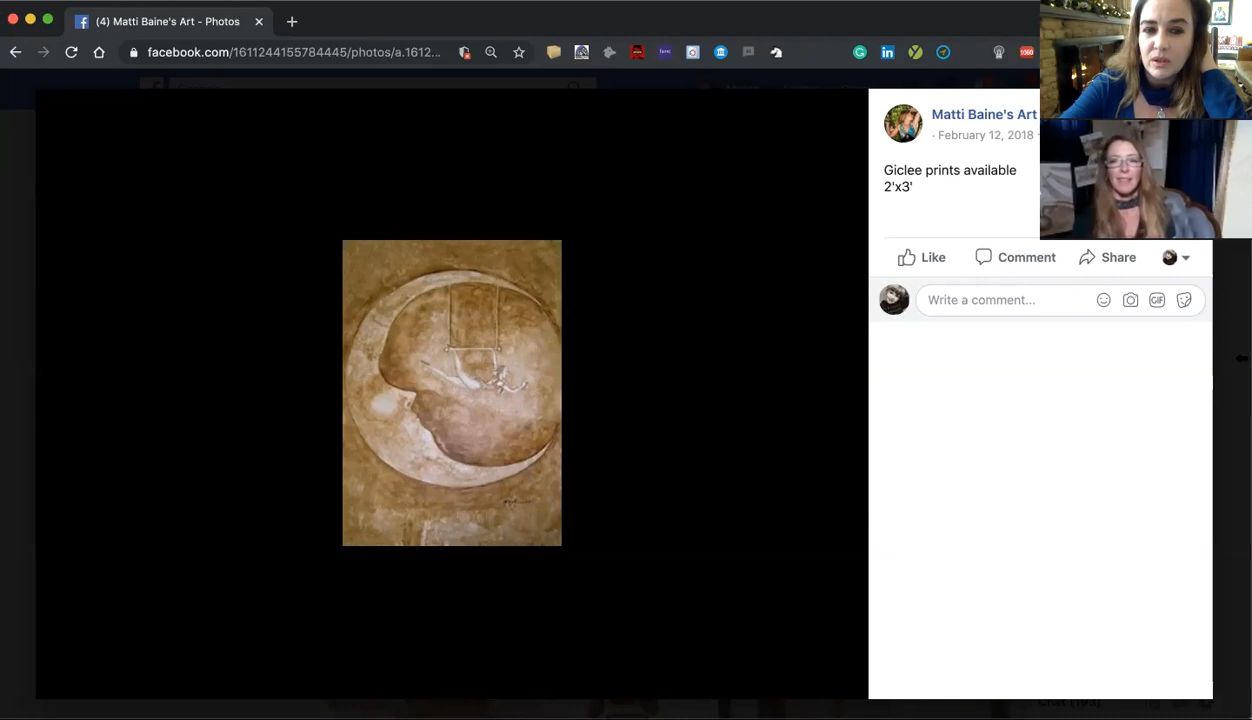 (4) Matti Baine's Art - Photos
facebook.com/1611244155784445/photos/a.1612...
Matti Baine's Art
· February 12, 2018 ·
Giclee prints available
2'x3'
Like
Comment
Share
Write a comment...
GIF